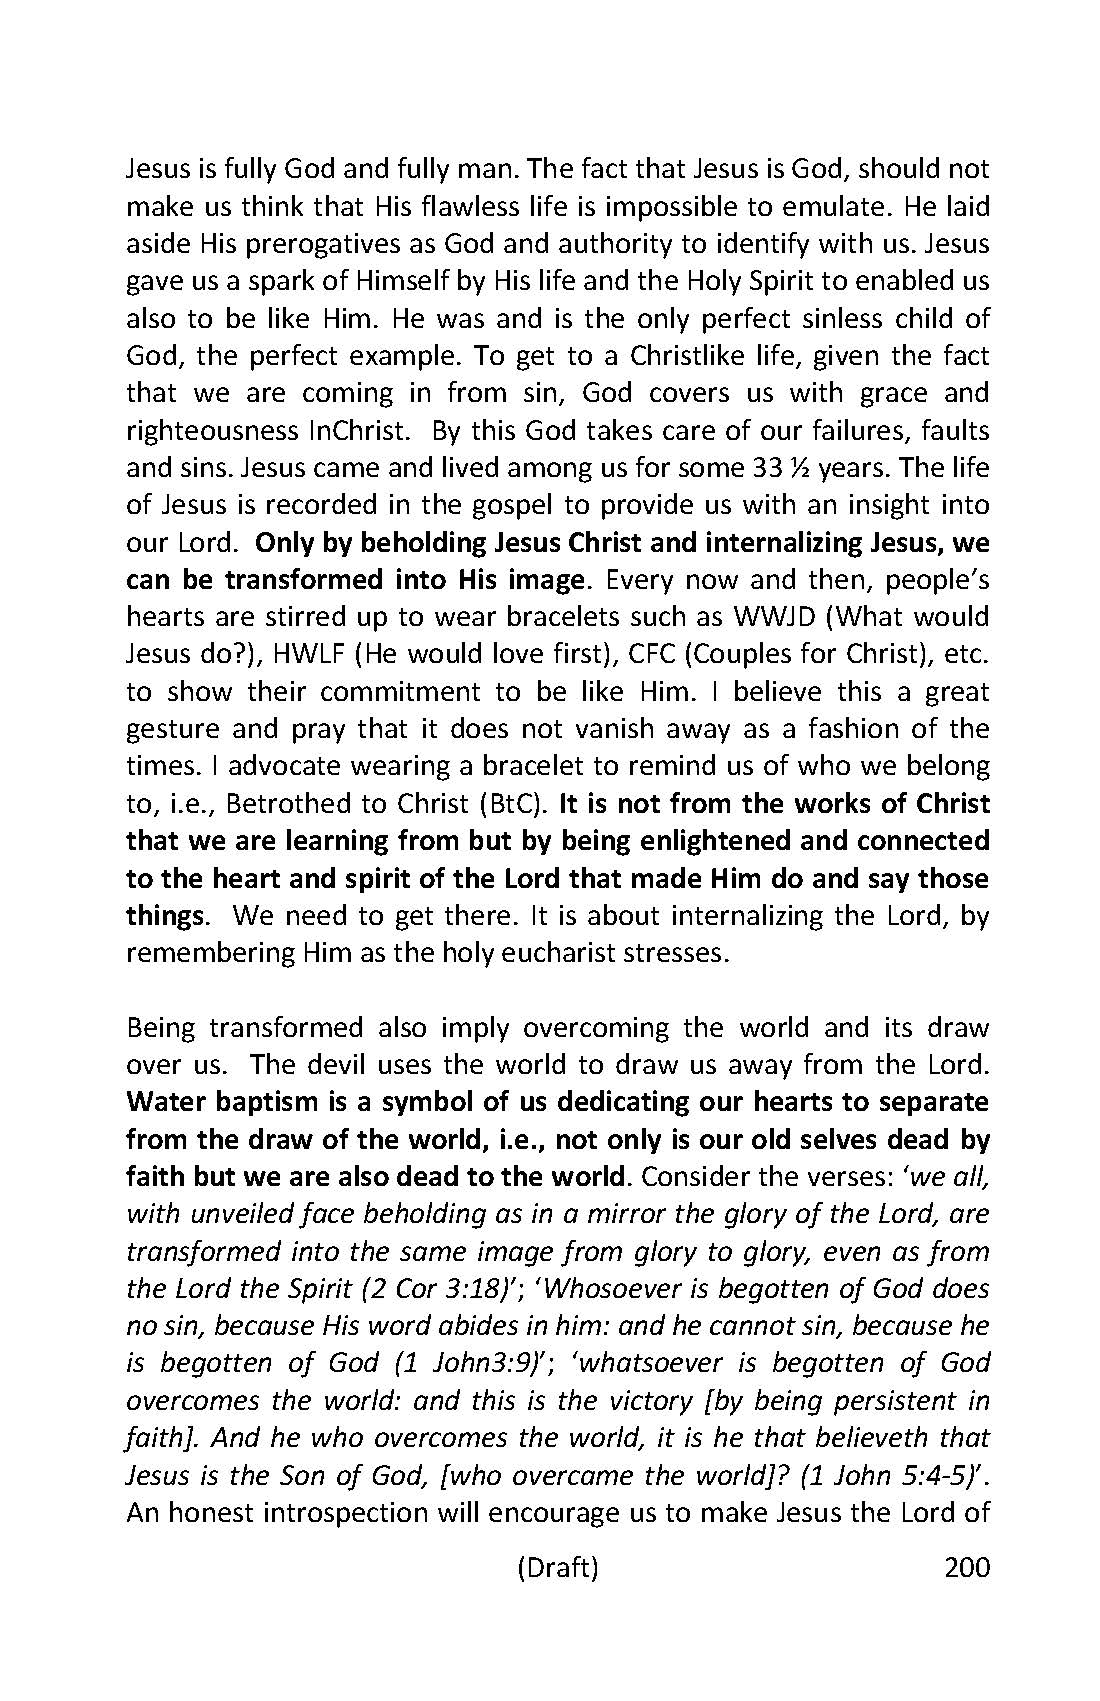 Jesus is fully God and fully man. The fact that Jesus is God, should not
make us think that His flawless life is impossible to emulate. He laid
aside His prerogatives as God and authority to identify with us. Jesus
gave us a spark of Himself by His life and the Holy Spirit to enabled us
also to be like Him. He was and is the only perfect sinless child of
God, the perfect example. To get to a Christlike life, given the fact
that we are coming in from sin, God covers us with grace and
righteousness InChrist.  By this God takes care of our failures, faults
and sins. Jesus came and lived among us for some 33 ½ years. The life
of Jesus is recorded in the gospel to provide us with an insight into
our Lord.  Only by beholding Jesus Christ and internalizing Jesus, we
can be transformed into His image. Every now and then, people’s
hearts are stirred up to wear bracelets such as WWJD (What would
Jesus do?), HWLF (He would love first), CFC (Couples for Christ), etc.
to show their commitment to be like Him. I believe this a great
gesture and pray that it does not vanish away as a fashion of the
times. I advocate wearing a bracelet to remind us of who we belong
to, i.e., Betrothed to Christ (BtC). It is not from the works of Christ
that we are learning from but by being enlightened and connected
to the heart and spirit of the Lord that made Him do and say those
things.  We need to get there. It is about internalizing the Lord, by
remembering Him as the holy eucharist stresses.
Being transformed also imply overcoming the world and its draw
over us.  The devil uses the world to draw us away from the Lord.
Water baptism is a symbol of us dedicating our hearts to separate
from the draw of the world, i.e., not only is our old selves dead by
faith but we are also dead to the world. Consider the verses: ‘we all,
with unveiled face beholding as in a mirror the glory of the Lord, are
transformed into the same image from glory to glory, even as from
the Lord the Spirit (2 Cor 3:18)’; ‘Whosoever is begotten of God does
no sin, because His word abides in him: and he cannot sin, because he
is begotten of God (1 John3:9)’; ‘whatsoever is begotten of God
overcomes the world: and this is the victory [by being persistent in
faith]. And he who overcomes the world, it is he that believeth that
Jesus is the Son of God, [who overcame the world]? (1 John 5:4-5)’.
An honest introspection will encourage us to make Jesus the Lord of
(Draft) 200